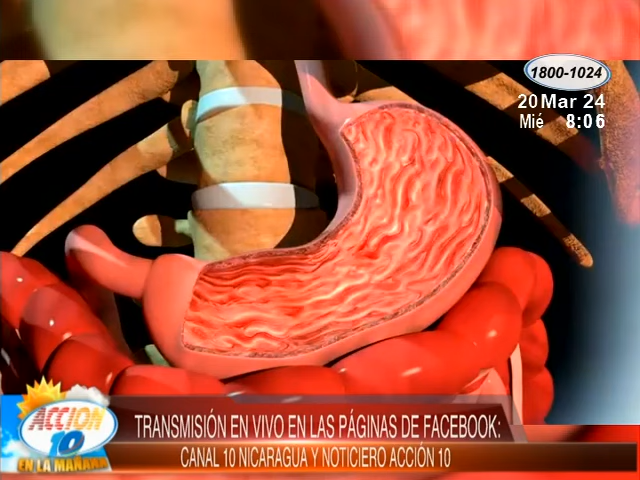 1800-1024
20 Mar 24
Mié 8:06
TRANSMISIÓN EN VIVO EN LAS PÁGINAS DE FACEBOOK:
CANAL 10 NICARAGUA Y NOTICIERO ACCIÓN 10
ACCION
10
EN LA MAÑANA